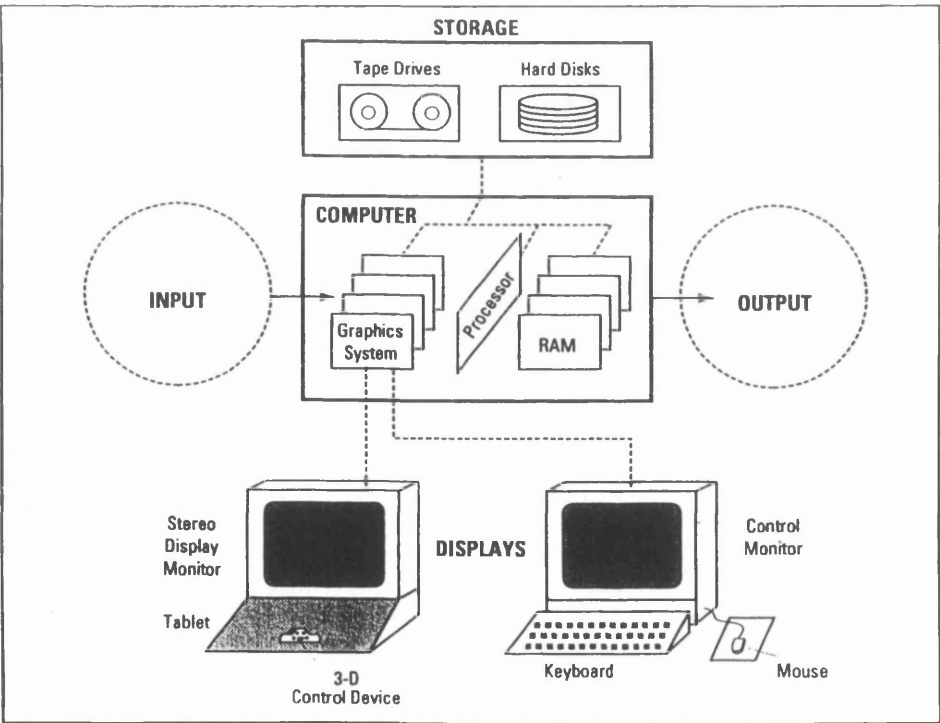 STORAGE
Tape Drives
Hard Disks
COMPUTER
INPUT
Graphics
System
Processor
RAM
OUTPUT
Stereo
Display
Monitor
DISPLAYS
Control
Monitor
Tablet
3-D
Control Device
Keyboard
Mouse